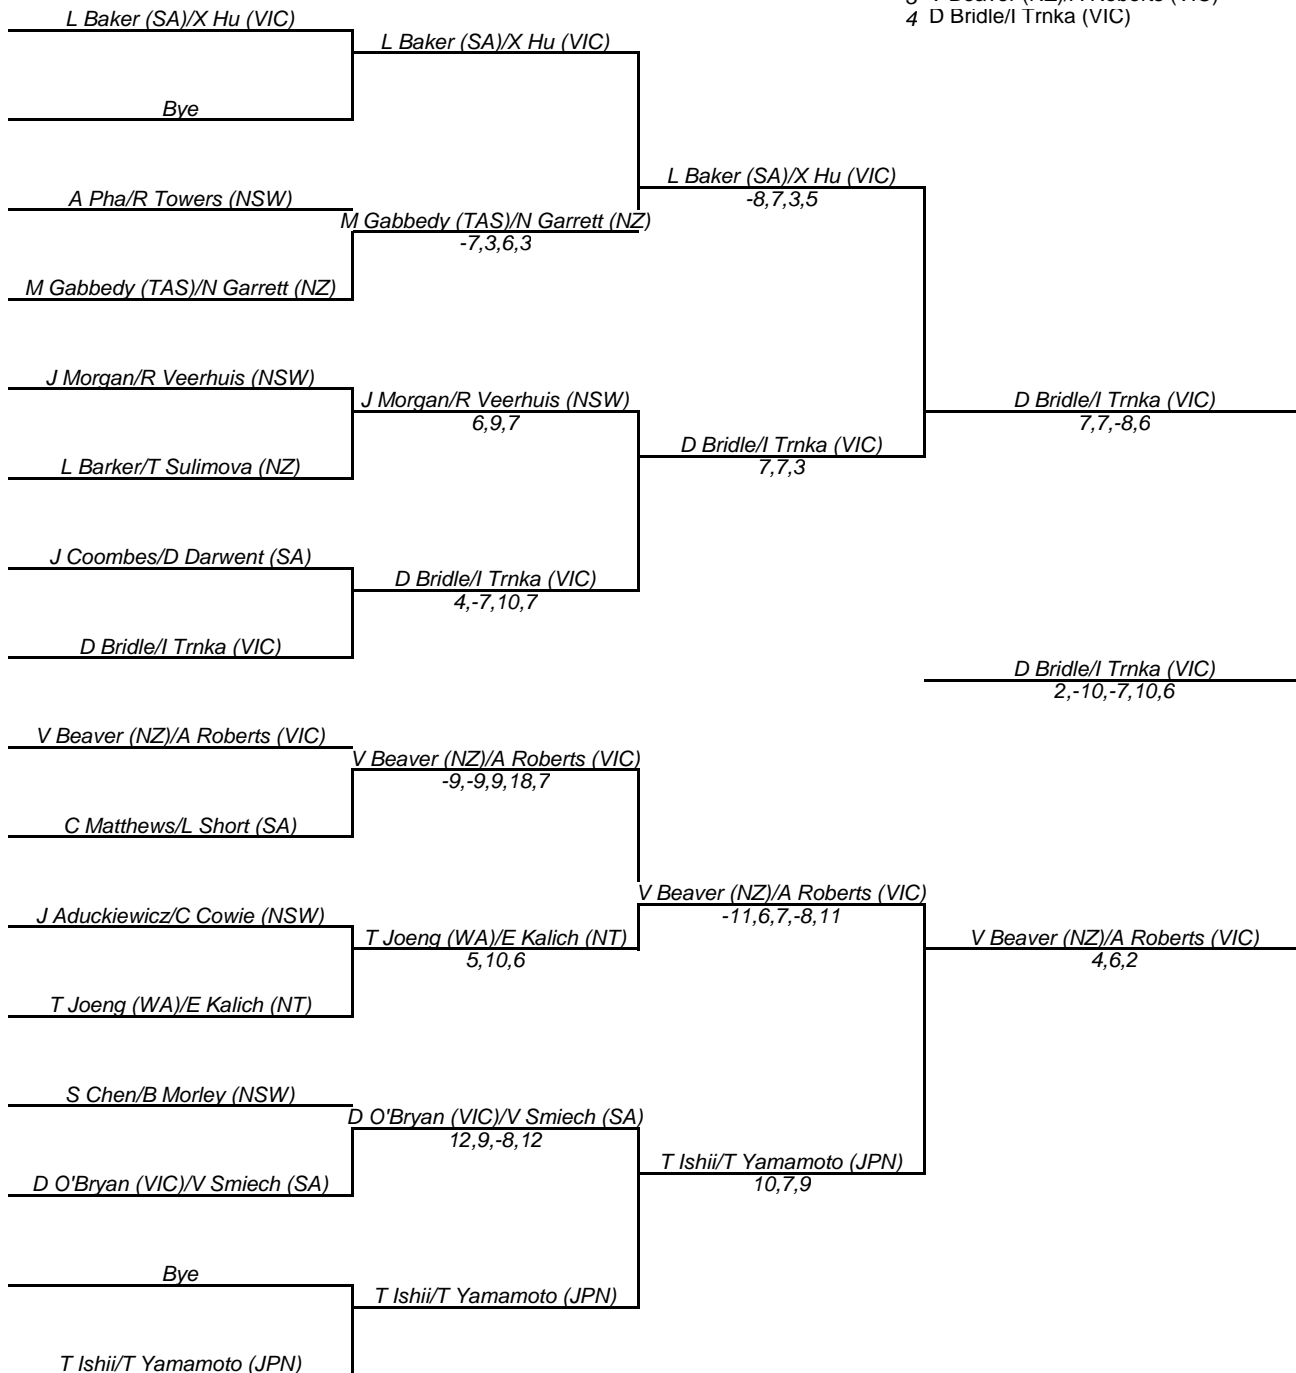 4 D Bridle/I Trnka (VIC)
L Baker (SA)/X Hu (VIC)
L Baker (SA)/X Hu (VIC)
Bye
L Baker (SA)/X Hu (VIC)
-8,7,3,5
A Pha/R Towers (NSW)
M Gabbedy (TAS)/N Garrett (NZ)
-7,3,6,3
M Gabbedy (TAS)/N Garrett (NZ)
J Morgan/R Veerhuis (NSW)
J Morgan/R Veerhuis (NSW)
6,9,7
D Bridle/I Trnka (VIC)
7,7,-8,6
D Bridle/I Trnka (VIC)
7,7,3
L Barker/T Sulimova (NZ)
J Coombes/D Darwent (SA)
D Bridle/I Trnka (VIC)
4,-7,10,7
D Bridle/I Trnka (VIC)
D Bridle/I Trnka (VIC)
2,-10,-7,10,6
V Beaver (NZ)/A Roberts (VIC)
V Beaver (NZ)/A Roberts (VIC)
-9,-9,9,18,7
C Matthews/L Short (SA)
V Beaver (NZ)/A Roberts (VIC)
-11,6,7,-8,11
J Aduckiewicz/C Cowie (NSW)
T Joeng (WA)/E Kalich (NT)
5,10,6
V Beaver (NZ)/A Roberts (VIC)
4,6,2
T Joeng (WA)/E Kalich (NT)
S Chen/B Morley (NSW)
D O'Bryan (VIC)/V Smiech (SA)
12,9,-8,12
T Ishii/T Yamamoto (JPN)
10,7,9
D O'Bryan (VIC)/V Smiech (SA)
Bye
T Ishii/T Yamamoto (JPN)
T Ishii/T Yamamoto (JPN)